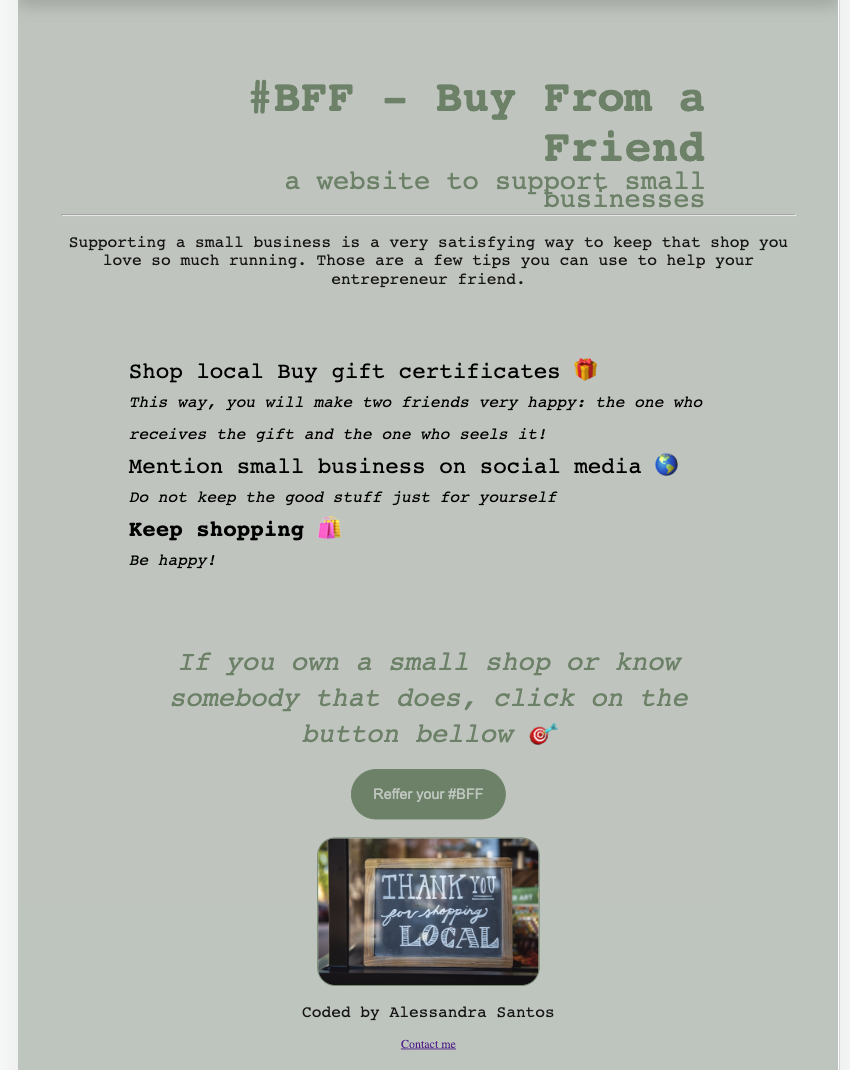 #BFF - Buy From a
Friend
a website to support small
businesses
Supporting a small business is a very satisfying way to keep that shop you
love so much running. Those are a few tips you can use to help your
entrepreneur friend.
Shop local Buy gift certificates 🎁
This way, you will make two friends very happy: the one who
receives the gift and the one who seels it!
Mention small business on social media 🌎
Do not keep the good stuff just for yourself
Keep shopping 🛍️
Be happy!
If you own a small shop or know
somebody that does, click on the
button bellow 🎯
Reffer your #BFF
THANK YOU
for shopping
LOCAL
ART
Coded by Alessandra Santos
Contact me